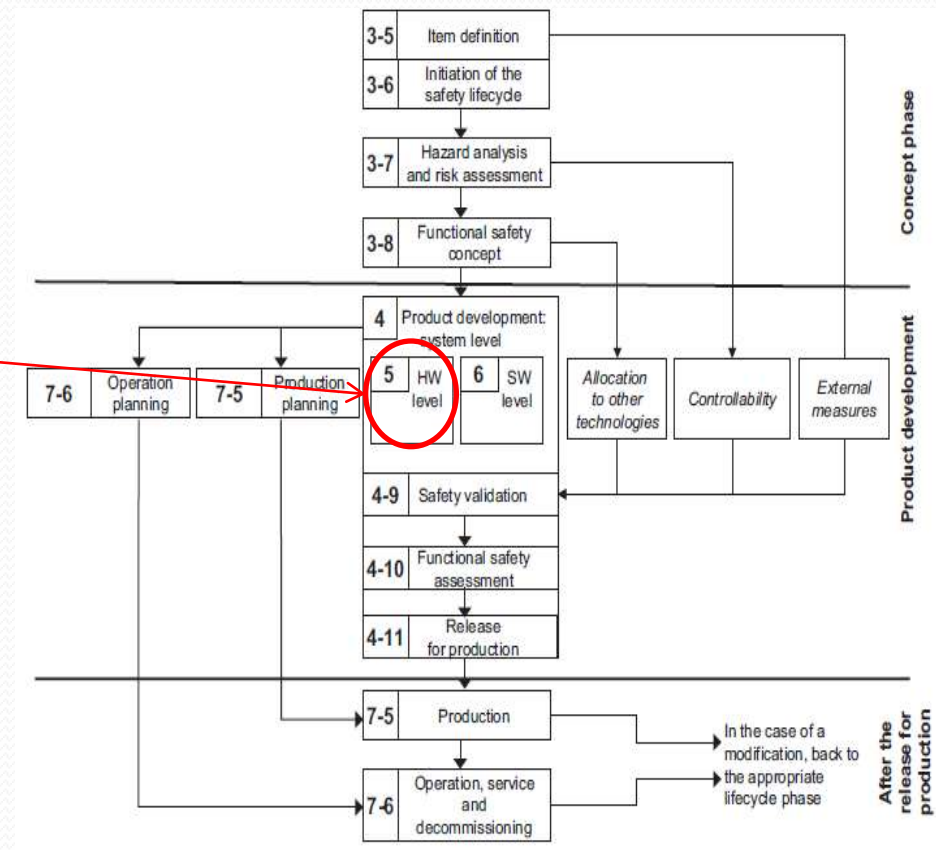 3-5 Item definition
3-6 Initiation of the
safety lifecycle
3-7 Hazard analysis
and risk assessment
3-8 Functional safety
concept
Concept phase
4 Product development:
system level
5 HW
level
6 SW
level
7-6 Operation
planning
7-5 Production
planning
Allocation
to other
technologies
Controllability
External
measures
4-9 Safety validation
4-10 Functional safety
assessment
4-11 Release
for production
Product development
7-5 Production
7-6 Operation, service
and
decommissioning
In the case of a
modification, back to
the appropriate
lifecycle phase
After the
release for
production